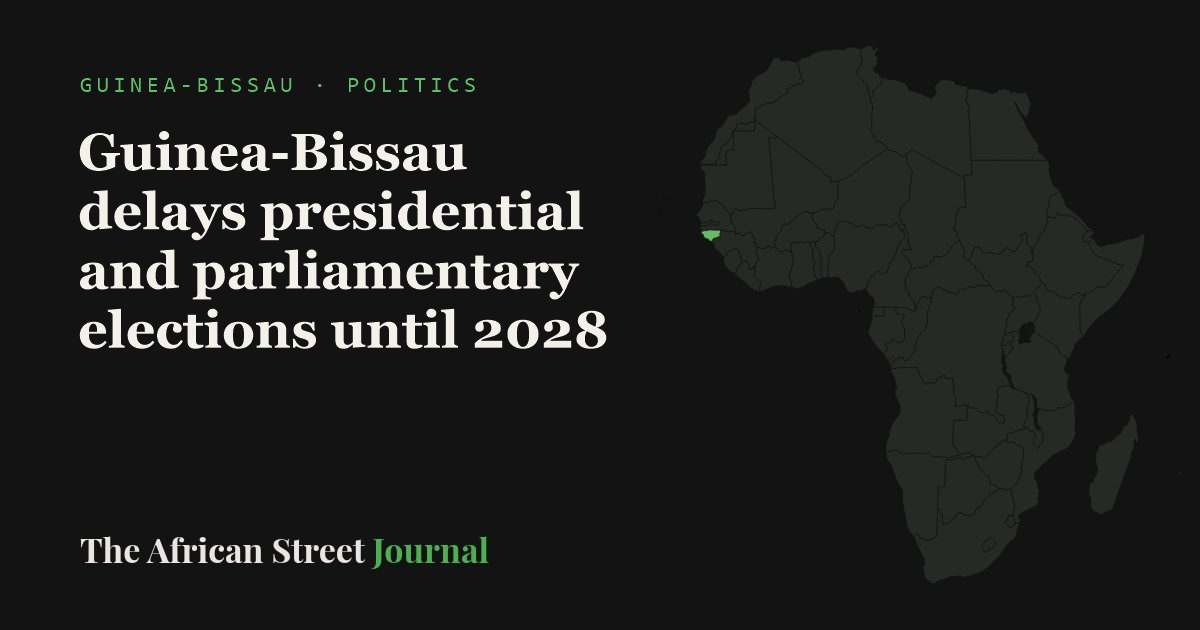 GUINEA-BISSAU · POLITICS
Guinea-Bissau
delays presidential
and parliamentary
elections until 2028
The African Street Journal